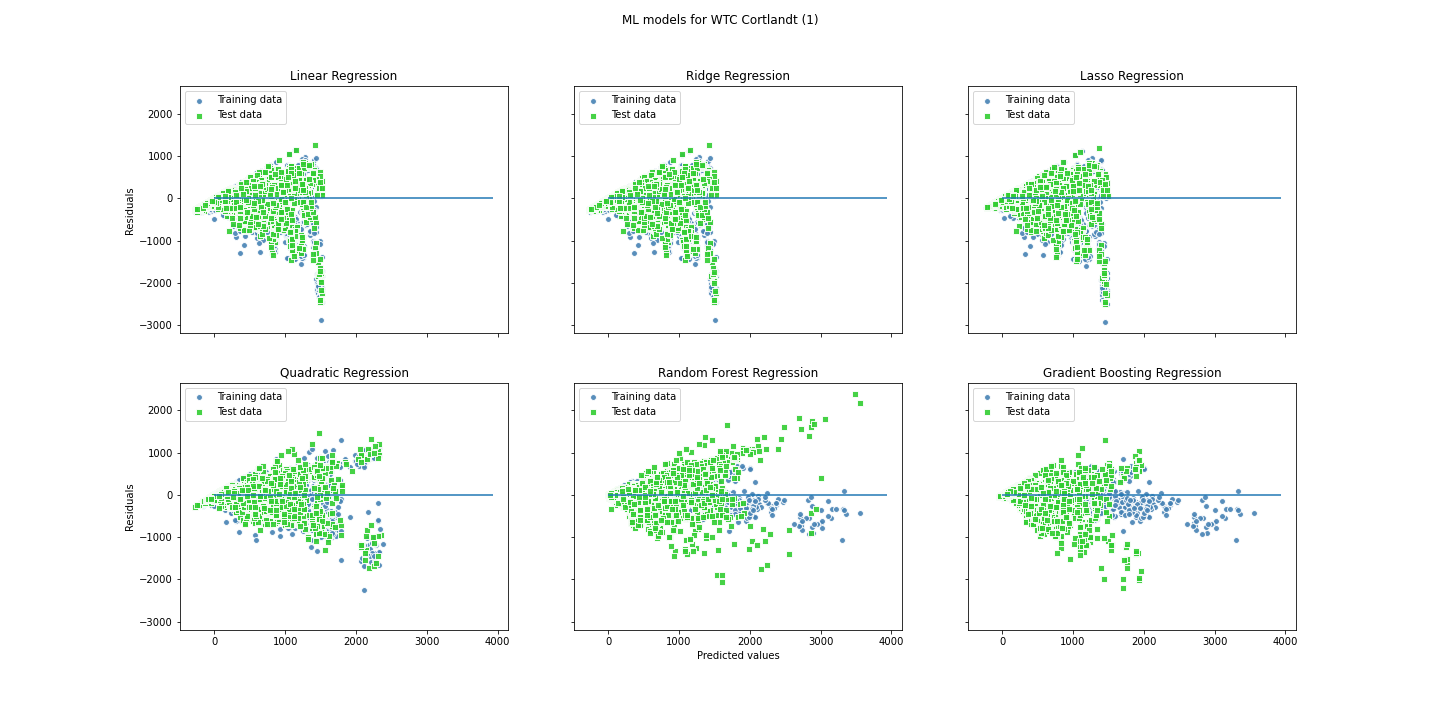 ML models for WTC Cortlandt (1)
Linear Regression
Ridge Regression
Lasso Regression
Training data
Test data
Training data
Test data
Training data
Test data
2000
1000
0
−1000
−2000
−3000
Residuals
Quadratic Regression
Random Forest Regression
Gradient Boosting Regression
Training data
Test data
Training data
Test data
Training data
Test data
2000
1000
0
−1000
−2000
−3000
Residuals
0 1000 2000 3000 4000
0 1000 2000 3000 4000
0 1000 2000 3000 4000
Predicted values